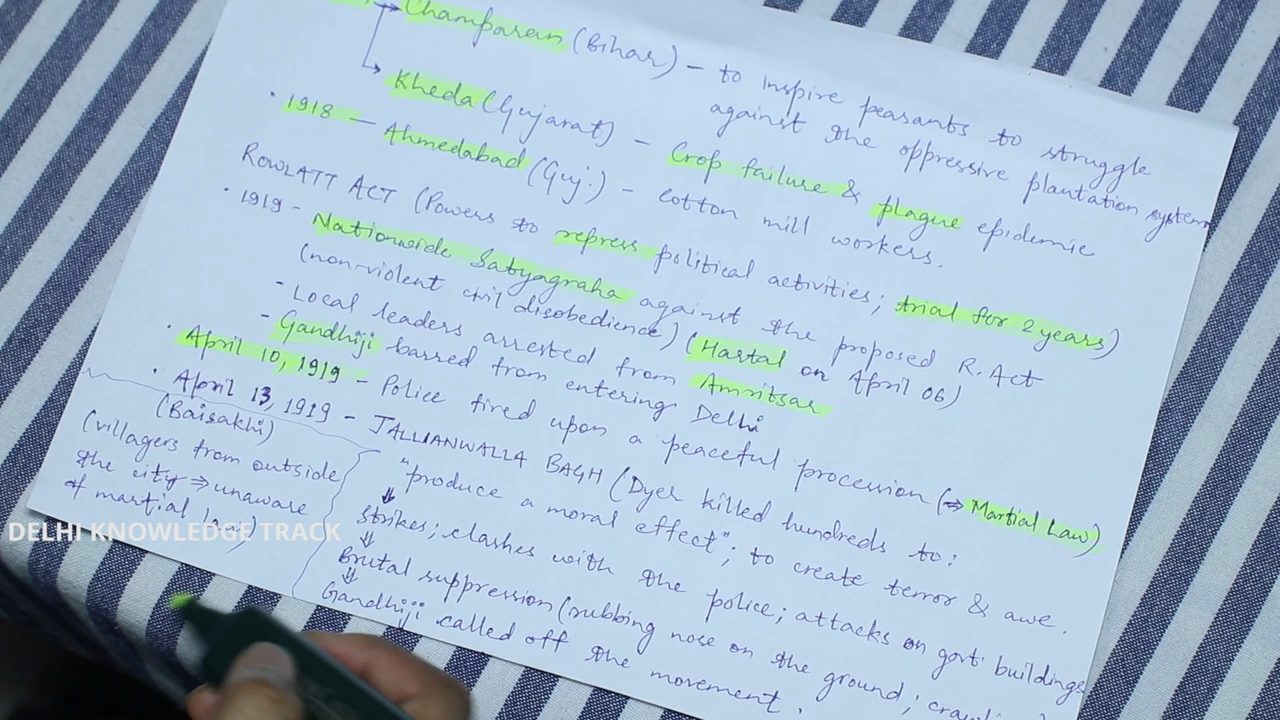 Champaran (Bihar) – to inspire peasants to struggle
against the oppressive plantation system
Kheda (Gujarat) – Crop failure & plague epidemic
· 1918 — Ahmedabad (Guj.) – cotton mill workers.
ROWLATT ACT (Powers to repress political activities; trial for 2 years)
· 1919 - Nationwide Satyagraha against the proposed R. Act
(non-violent civil disobedience) (Hartal on April 06)
- Local leaders arrested from Amritsar
- Gandhiji barred from entering Delhi
· April 10, 1919 – Police fired upon a peaceful procession (⇒ Martial Law)
· April 13, 1919 – JALLIANWALLA BAGH (Dyer killed hundreds to:
(Baisakhi)
"produce a moral effect"; to create terror & awe.
(villagers from outside
the city ⇒ unaware
of martial law)
⇓
Strikes; clashes with the police; attacks on govt. buildings
⇓
Brutal suppression (rubbing nose on the ground;
⇓
Gandhiji called off the movement.
DELHI KNOWLEDGE TRACK